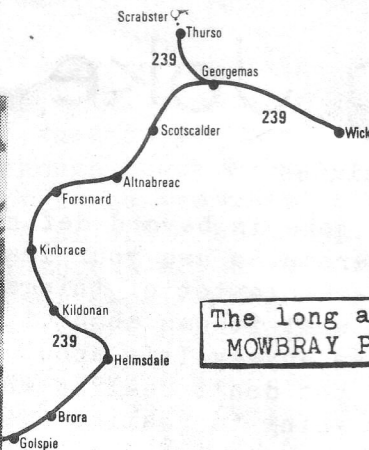 Scrabster
Thurso
239
Georgemas
239
Scotscalder
Wick
Altnabreac
Forsinard
Kinbrace
Kildonan
239
Helmsdale
The long a
MOWBRAY P
Brora
Golspie